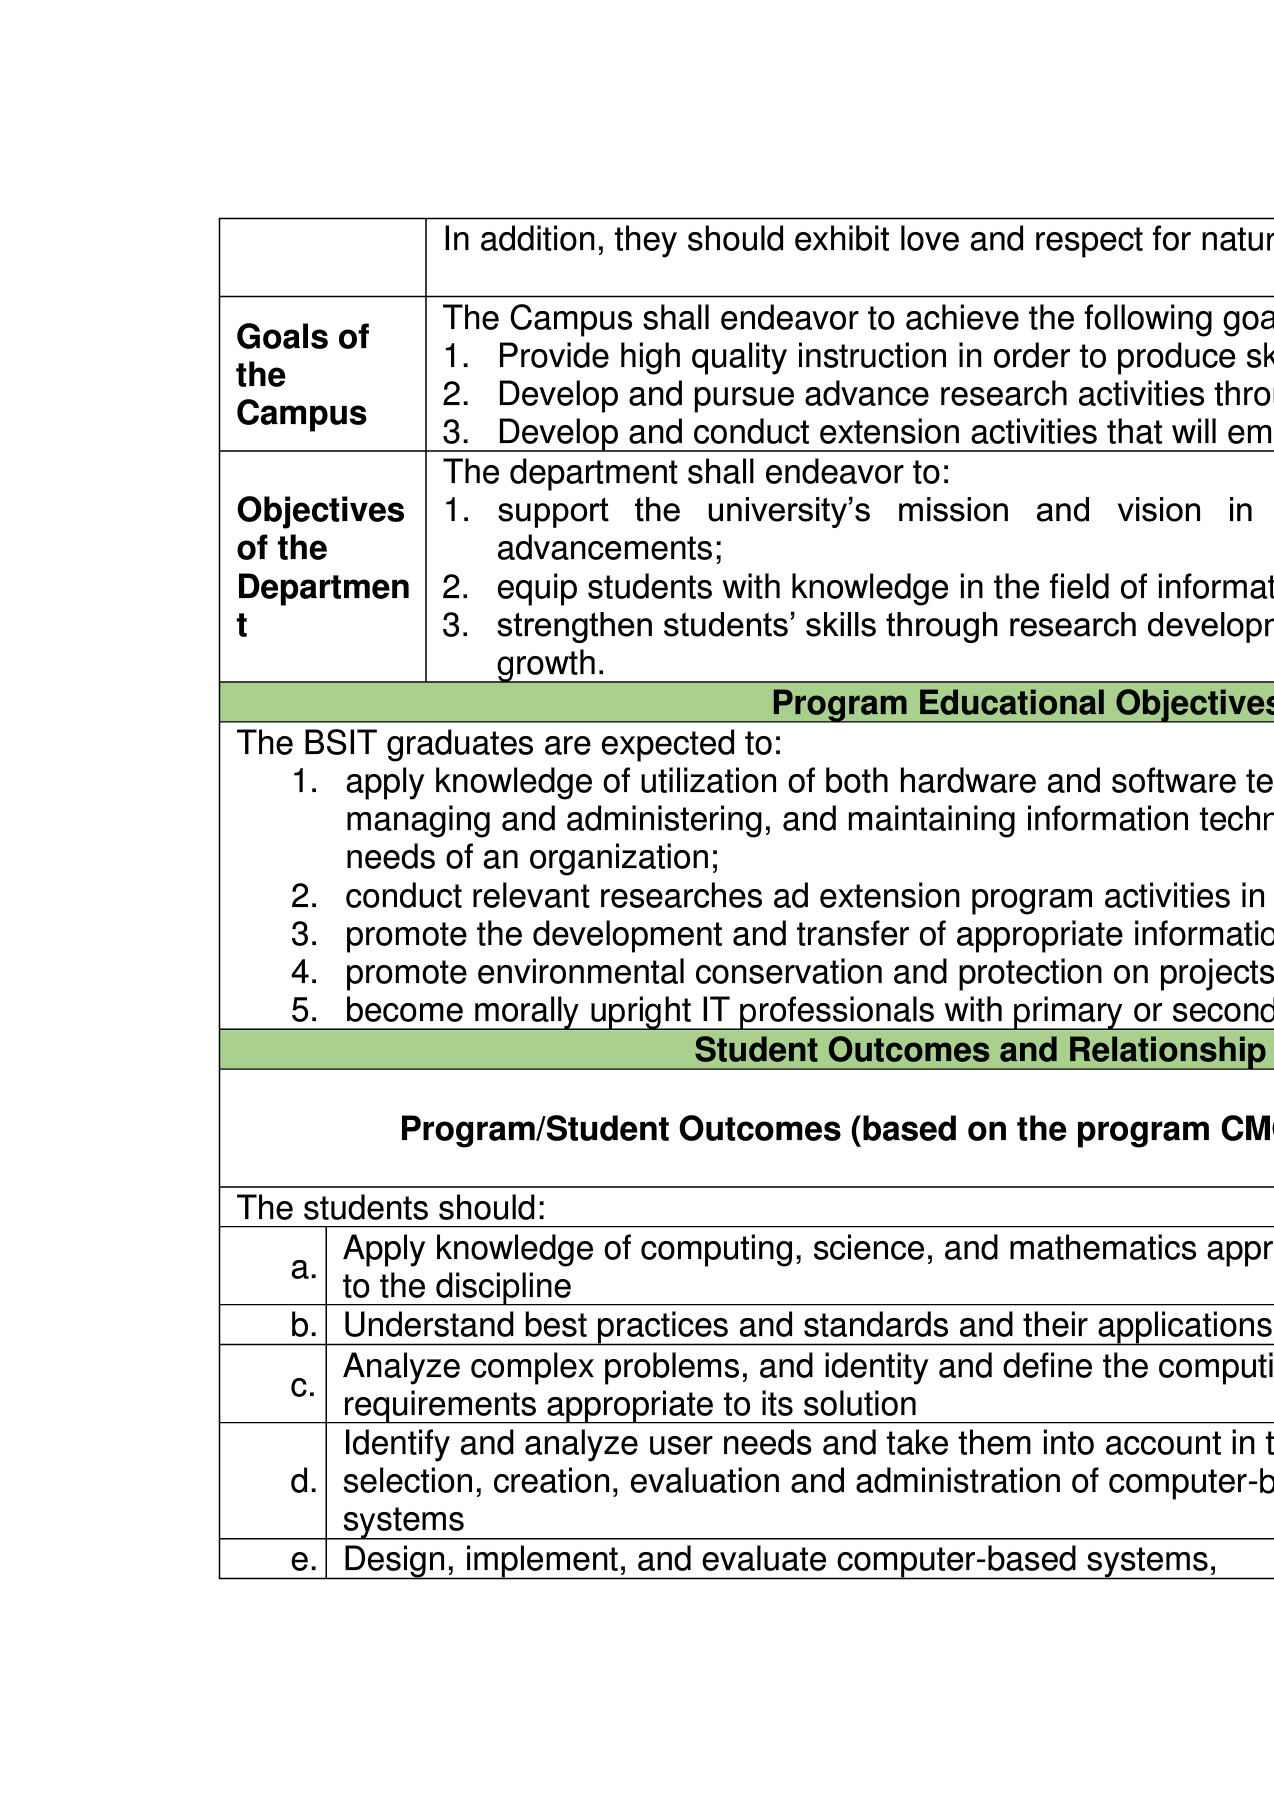 In addition, they should exhibit love and respect for natur
Goals of
the
Campus
The Campus shall endeavor to achieve the following goa
1. Provide high quality instruction in order to produce sk
2. Develop and pursue advance research activities thro
3. Develop and conduct extension activities that will em
Objectives
of the
Departmen
t
The department shall endeavor to:
1. support the university’s mission and vision in
advancements;
2. equip students with knowledge in the field of informat
3. strengthen students’ skills through research developm
growth.
Program Educational Objectives
The BSIT graduates are expected to:
1. apply knowledge of utilization of both hardware and software te
managing and administering, and maintaining information techn
needs of an organization;
2. conduct relevant researches ad extension program activities in
3. promote the development and transfer of appropriate informatio
4. promote environmental conservation and protection on projects
5. become morally upright IT professionals with primary or second
Student Outcomes and Relationship
Program/Student Outcomes (based on the program CMO
The students should:
a. Apply knowledge of computing, science, and mathematics appr
to the discipline
b. Understand best practices and standards and their applications
c. Analyze complex problems, and identity and define the computi
requirements appropriate to its solution
d. Identify and analyze user needs and take them into account in t
selection, creation, evaluation and administration of computer-b
systems
e. Design, implement, and evaluate computer-based systems,